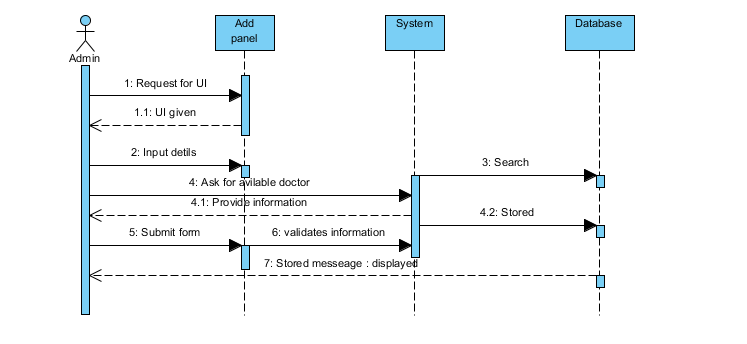 Add
panel
System
Database
Admin
1: Request for UI
1.1: UI given
2: Input detils
3: Search
4: Ask for avilable doctor
4.1: Provide information
4.2: Stored
5: Submit form
6: validates information
7: Stored messeage : displayed